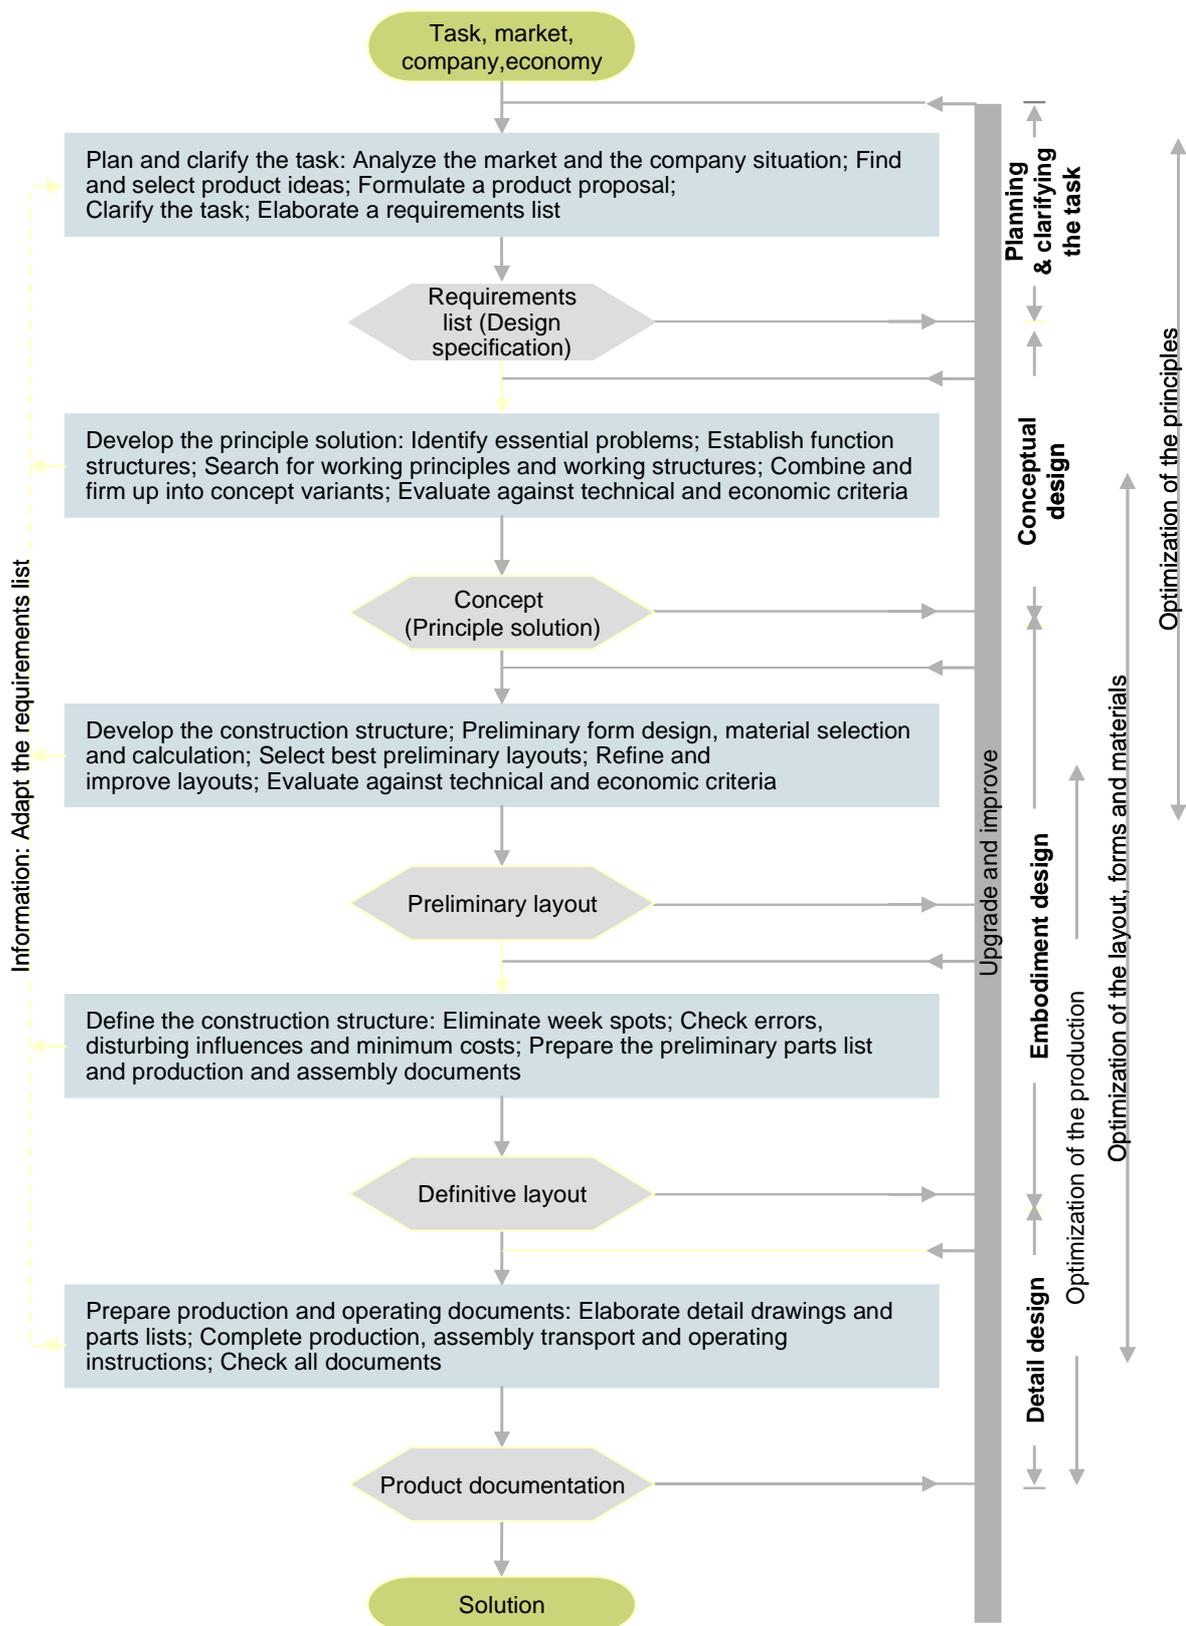 Task, market,
company,economy
Plan and clarify the task: Analyze the market and the company situation; Find
and select product ideas; Formulate a product proposal;
Clarify the task; Elaborate a requirements list
Requirements
list (Design
specification)
Develop the principle solution: Identify essential problems; Establish function
structures; Search for working principles and working structures; Combine and
firm up into concept variants; Evaluate against technical and economic criteria
Concept
(Principle solution)
Develop the construction structure; Preliminary form design, material selection
and calculation; Select best preliminary layouts; Refine and
improve layouts; Evaluate against technical and economic criteria
Preliminary layout
Define the construction structure: Eliminate week spots; Check errors,
disturbing influences and minimum costs; Prepare the preliminary parts list
and production and assembly documents
Definitive layout
Prepare production and operating documents: Elaborate detail drawings and
parts lists; Complete production, assembly transport and operating
instructions; Check all documents
Product documentation
Solution
Information: Adapt the requirements list
Upgrade and improve
Planning
& clarifying
the task
Conceptual
design
Embodiment design
Detail design
Optimization of the production
Optimization of the layout, forms and materials
Optimization of the principles